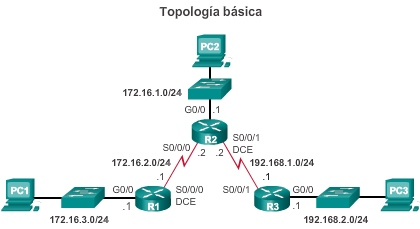 Topología básica
PC2
172.16.1.0/24
G0/0
.1
R2
S0/0/0
.2
.2
S0/0/1
DCE
172.16.2.0/24
192.168.1.0/24
.1
S0/0/0
DCE
S0/0/1
.1
PC1
G0/0
.1
R1
172.16.3.0/24
R3
G0/0
.1
PC3
192.168.2.0/24